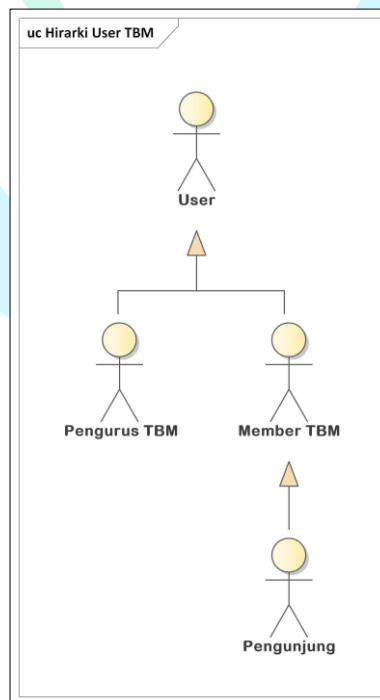 uc Hirarki User TBM
User
Pengurus TBM
Member TBM
Pengunjung